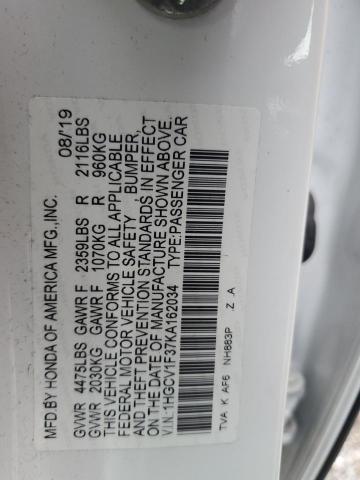 MFD. BY HONDA OF AMERICA MFG.,INC. 08/19
GVWR 4475LBS GAWR F 2359LBS R 2116LBS
GVWR 2030KG GAWR F 1070KG R 960KG
THIS VEHICLE CONFORMS TO ALL APPLICABLE
FEDERAL MOTOR VEHICLE SAFETY, BUMPER,
AND THEFT PREVENTION STANDARDS IN EFFECT
ON THE DATE OF MANUFACTURE SHOWN ABOVE.
V.I.N.:1HGCV1F37KA162034 TYPE:PASSENGER CAR
TVA K AF6 NH883P Z .A